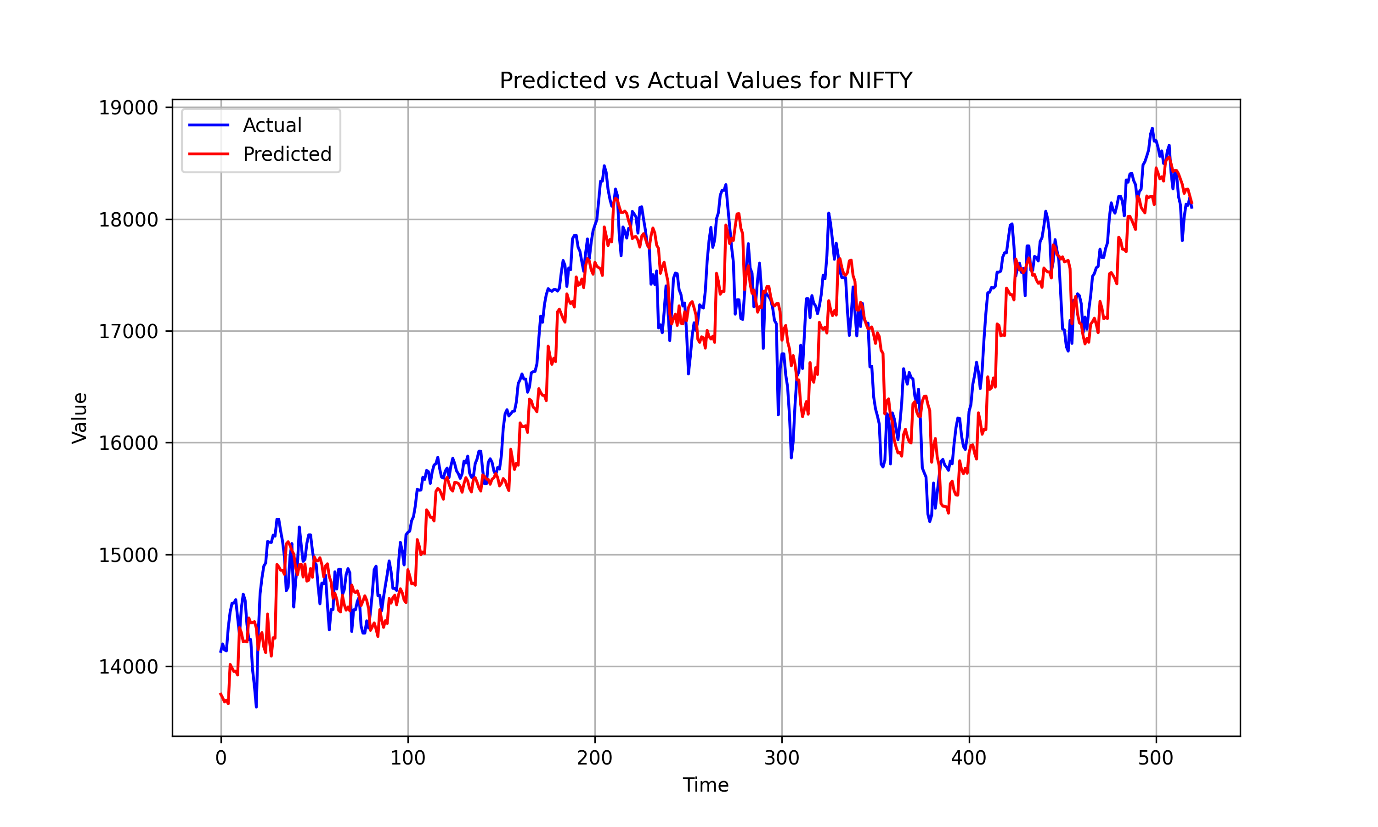 Predicted vs Actual Values for NIFTY
19000
18000
17000
16000
15000
14000
Value
Actual
Predicted
0 100 200 300 400 500
Time